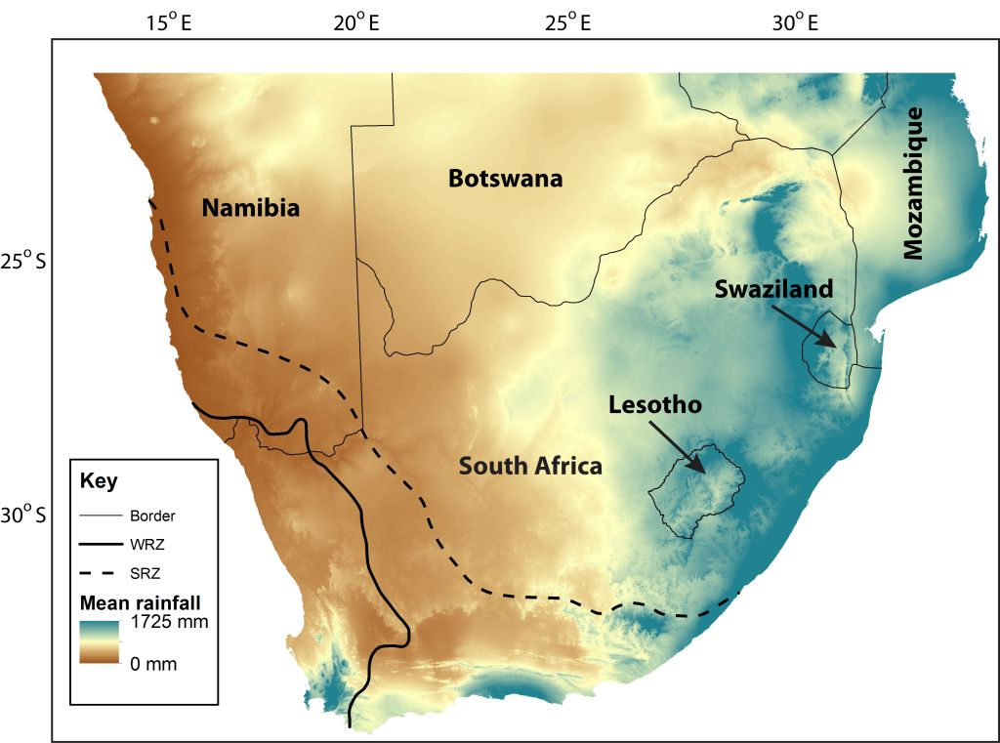 15° E
20° E
25° E
30° E
25° S
30° S
Namibia
Botswana
Mozambique
Swaziland
Lesotho
South Africa
Key
Border
WRZ
SRZ
Mean rainfall
1725 mm
0 mm